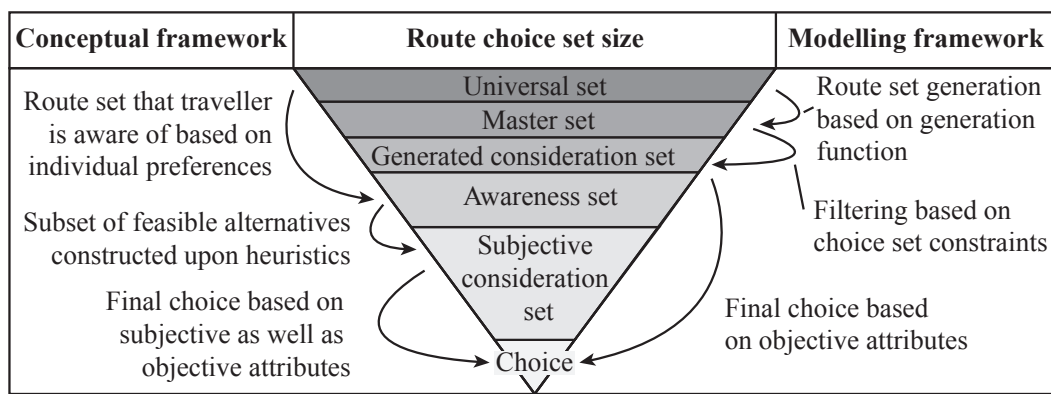 Conceptual framework
Route choice set size
Modelling framework
Route set that traveller
is aware of based on
individual preferences
Subset of feasible alternatives
constructed upon heuristics
Final choice based on
subjective as well as
objective attributes
Universal set
Master set
Generated consideration set
Awareness set
Subjective
consideration
set
Choice
Route set generation
based on generation
function
Filtering based on
choice set constraints
Final choice based
on objective attributes